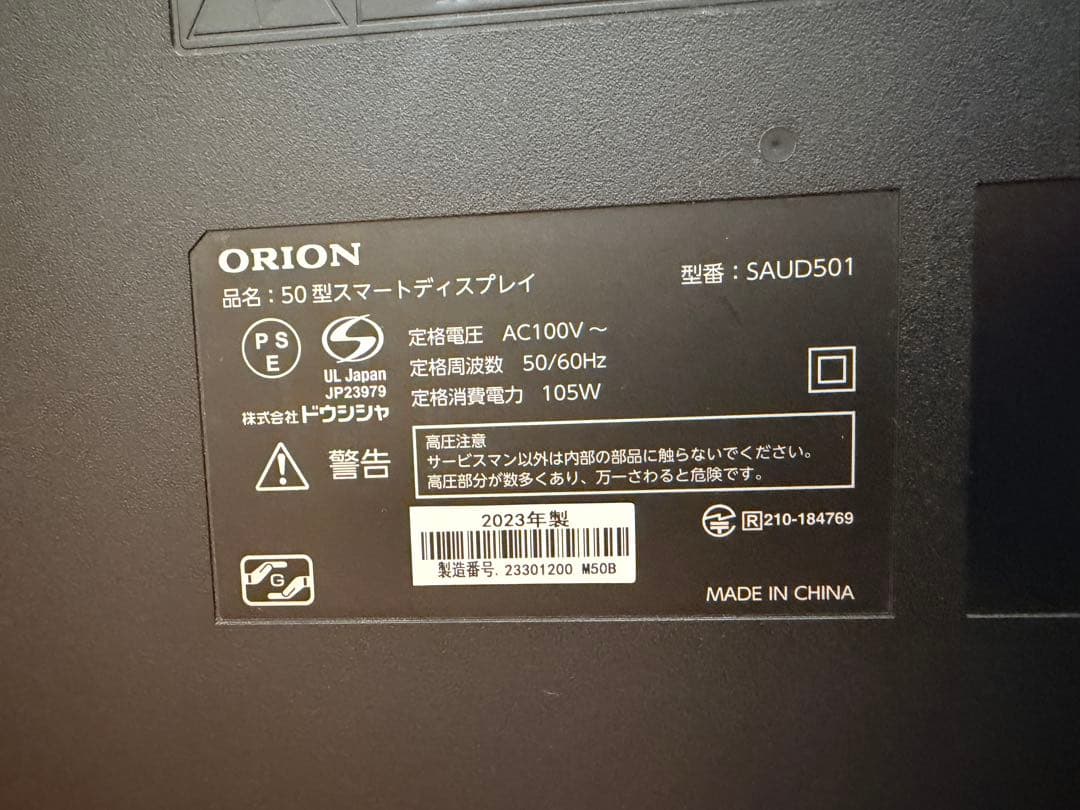 ORION
品名:50型スマートディスプレイ
型番:SAUD501
PSE
UL Japan
JP23979
株式会社ドウシシャ
定格電圧 AC100V~
定格周波数 50/60Hz
定格消費電力 105W
警告
高圧注意
サービスマン以外は内部の部品に触らないでください。
高圧部分が数多くあり、万一さわると危険です。
2023年製
製造番号. 23301200 M50B
R 210-184769
G
MADE IN CHINA